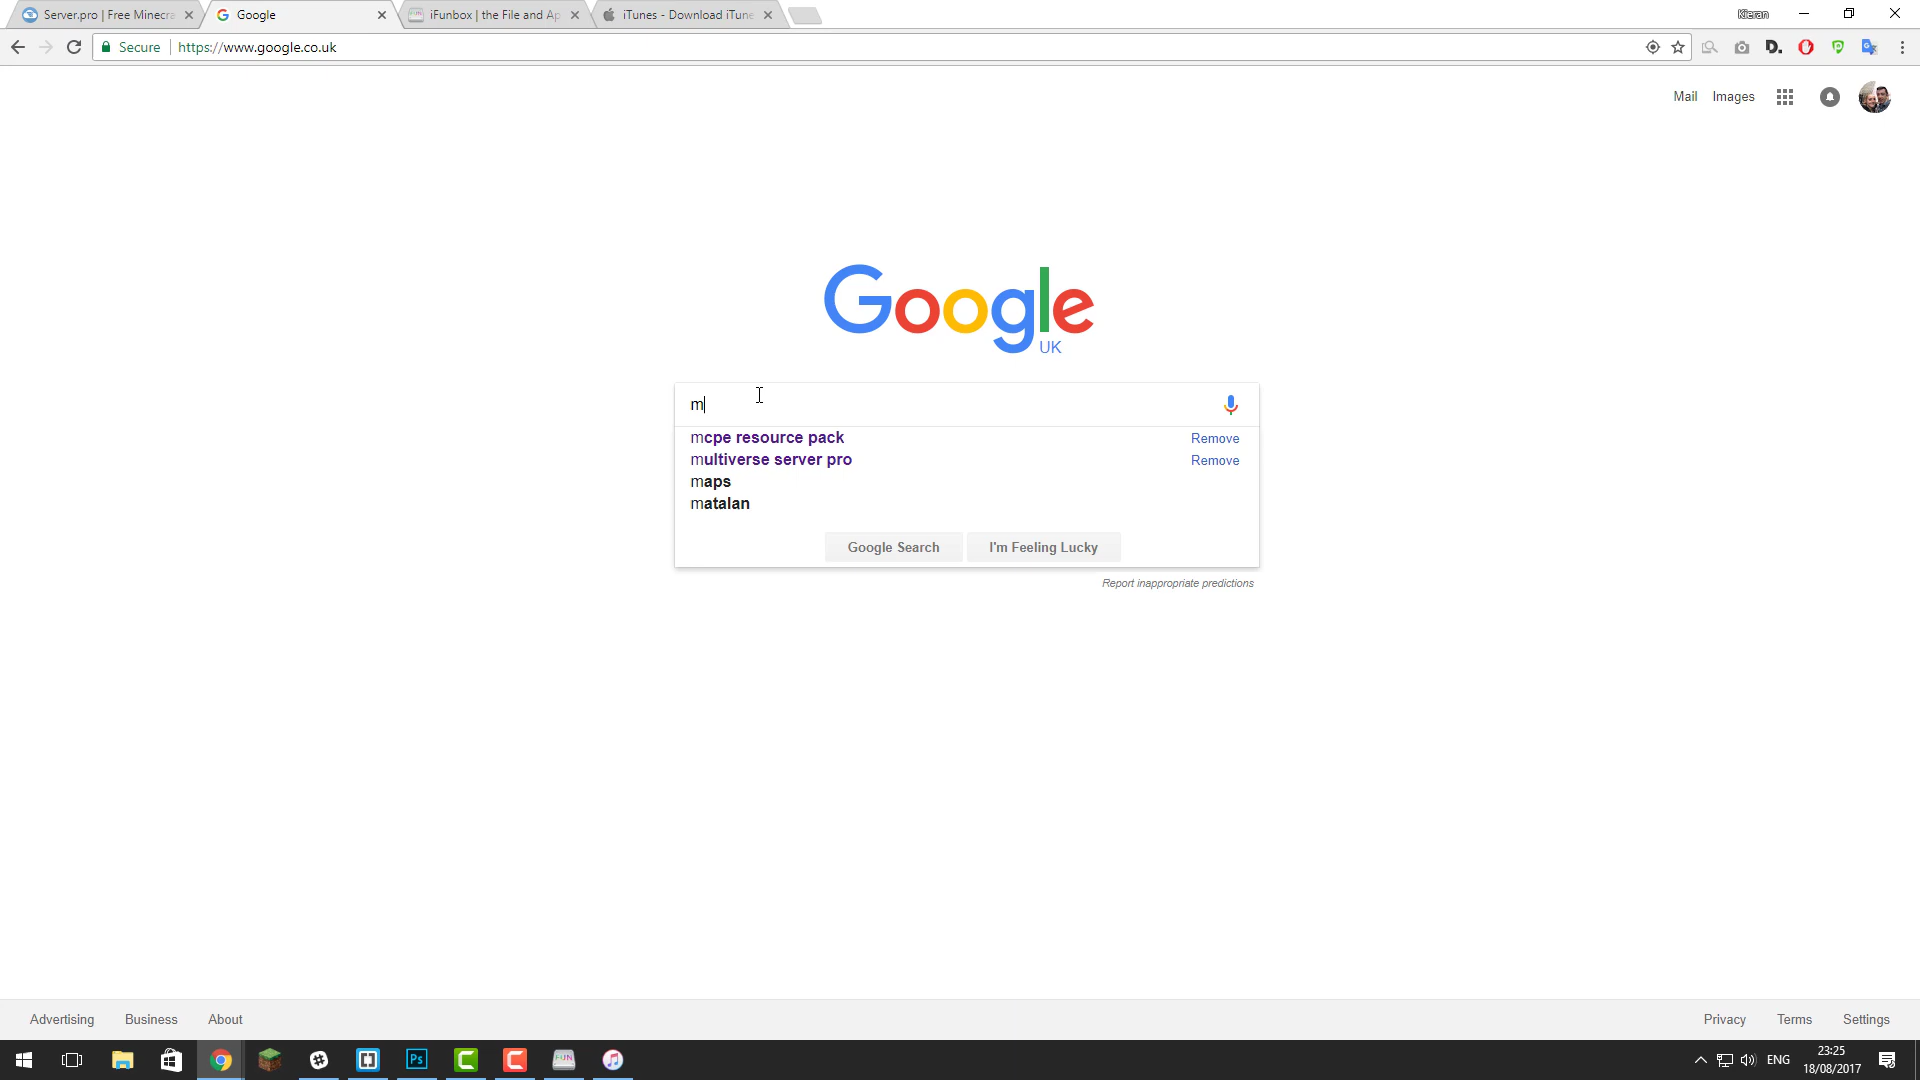 Server.pro | Free Minecra
Google
iFunbox | the File and Ap
iTunes - Download iTune
Kieran
Secure
https://www.google.co.uk
Mail
Images
Google
UK
m
mcpe resource pack
Remove
multiverse server pro
Remove
maps
matalan
Google Search
I'm Feeling Lucky
Report inappropriate predictions
Advertising
Business
About
Privacy
Terms
Settings
Ps
ENG
23:25
18/08/2017